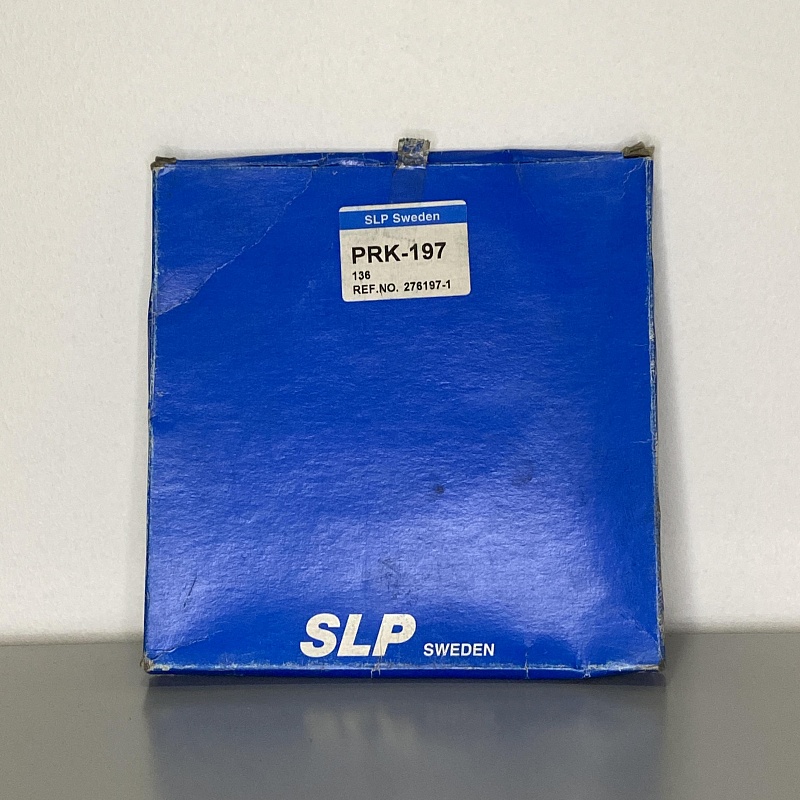 SLP Sweden
PRK-197
136
REF.NO. 276197-1
SLP SWEDEN